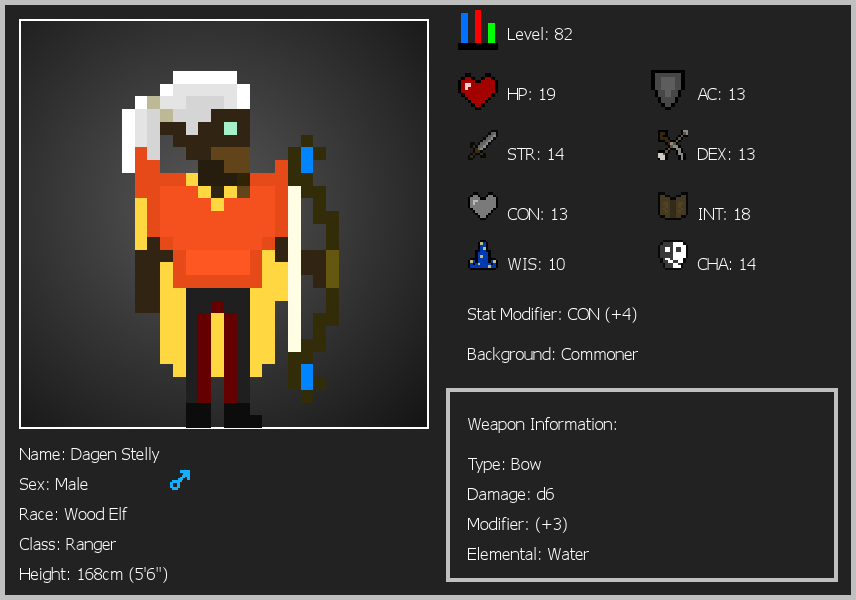 Level: 82
HP: 19
AC: 13
STR: 14
DEX: 13
CON: 13
INT: 18
WIS: 10
CHA: 14
Stat Modifier: CON (+4)
Background: Commoner
Name: Dagen Stelly
Sex: Male
Race: Wood Elf
Class: Ranger
Height: 168cm (5'6")
Weapon Information:
Type: Bow
Damage: d6
Modifier: (+3)
Elemental: Water